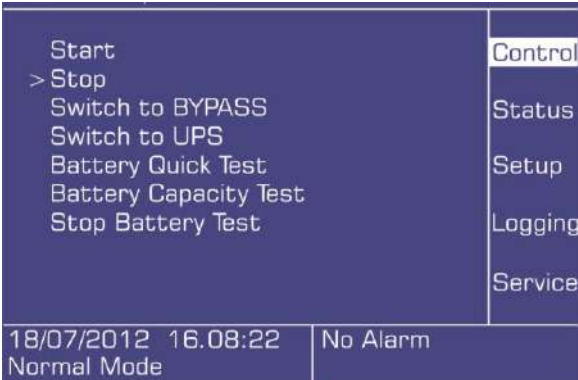 Start
> Stop
Switch to BYPASS
Switch to UPS
Battery Quick Test
Battery Capacity Test
Stop Battery Test
Control
Status
Setup
Logging
Service
18/07/2012 16.08:22
Normal Mode
No Alarm